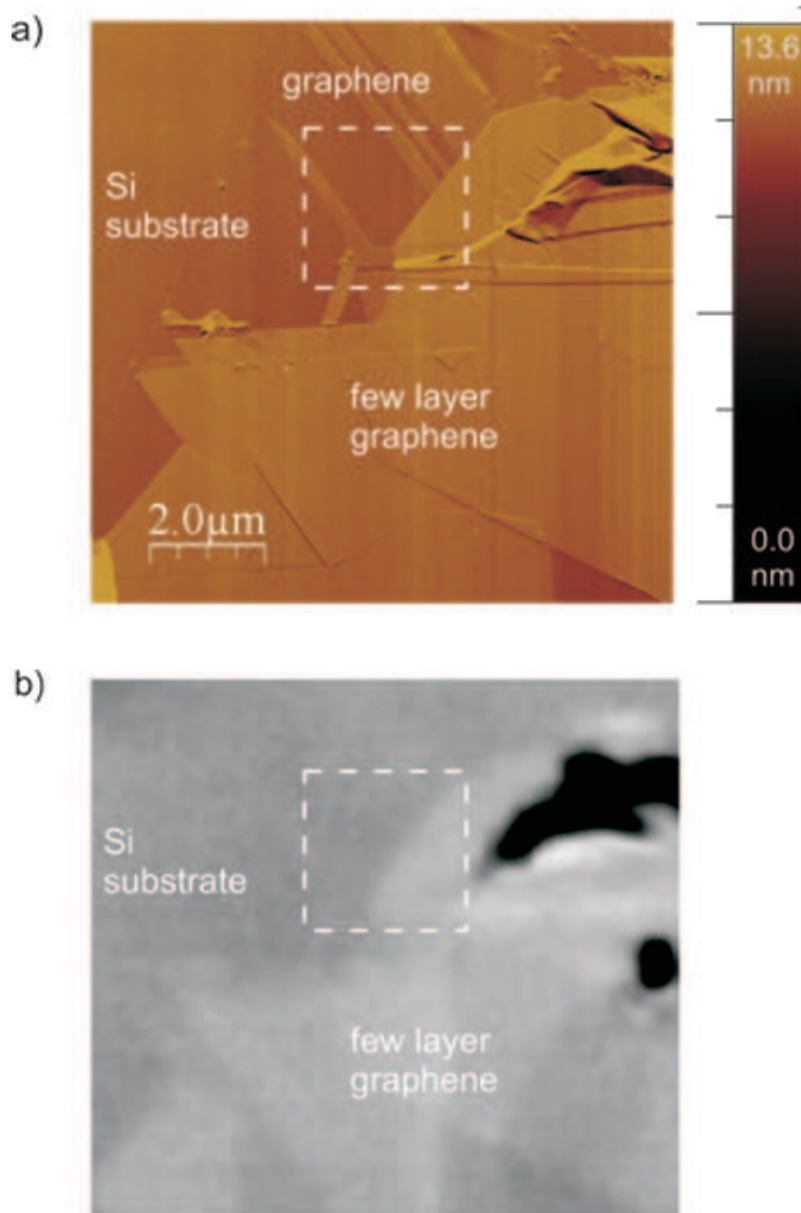 a)
13.6
nm
graphene
Si
substrate
few layer
graphene
2.0μm
0.0
nm
b)
Si
substrate
few layer
graphene